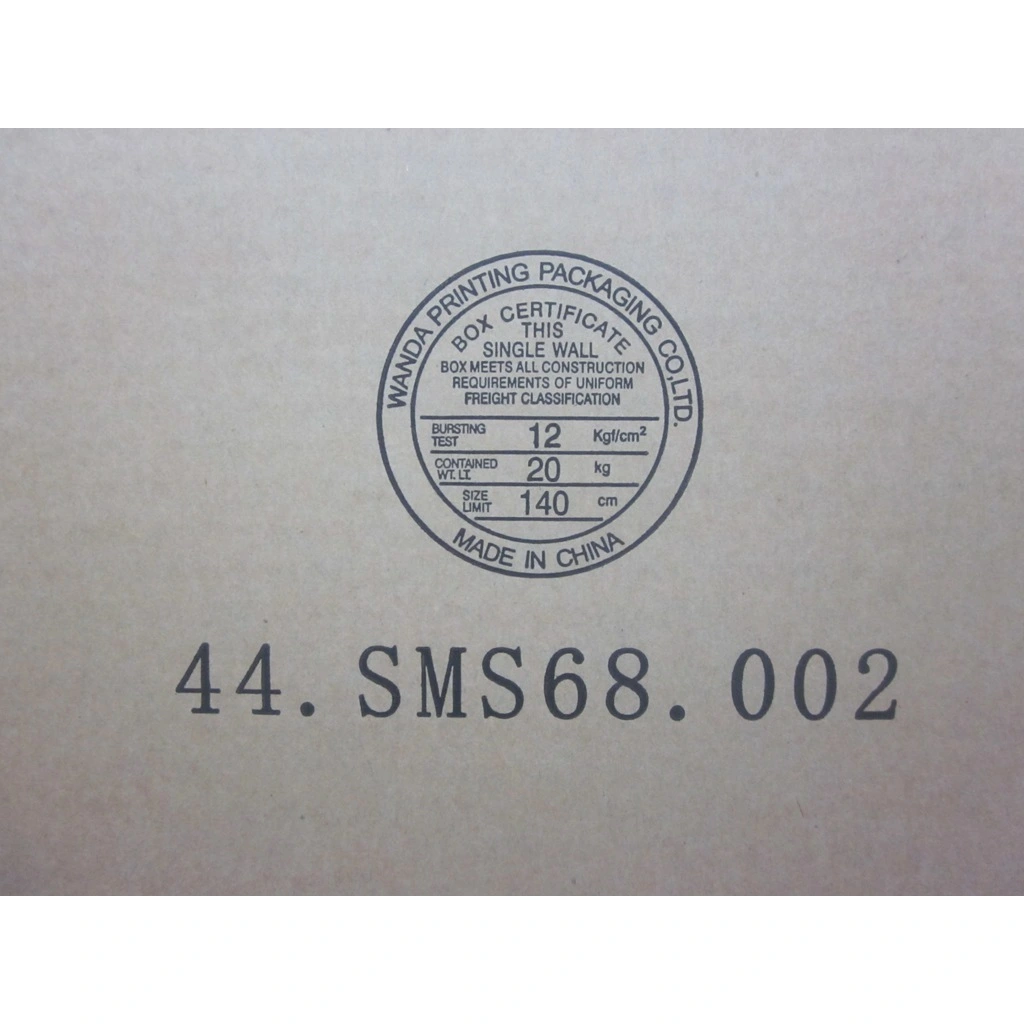 WANDA PRINTING PACKAGING CO,LTD.
BOX CERTIFICATE
THIS
SINGLE WALL
BOX MEETS ALL CONSTRUCTION
REQUIREMENTS OF UNIFORM
FREIGHT CLASSIFICATION
BURSTING TEST 12 Kgf/cm²
CONTAINED WT. LT. 20 kg
SIZE LIMIT 140 cm
MADE IN CHINA
44.SMS68.002